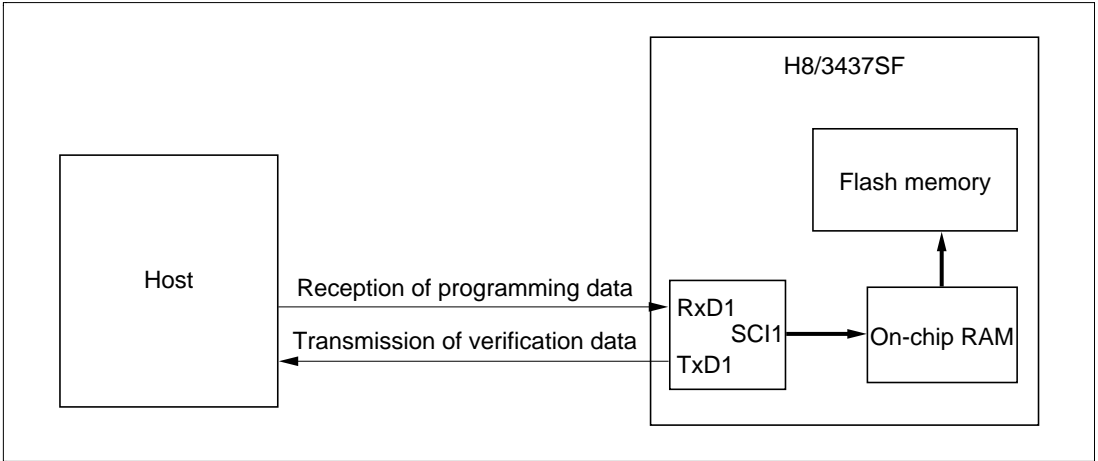 H8/3437SF
Flash memory
Host
Reception of programming data
RxD1
SCI1
On-chip RAM
Transmission of verification data
TxD1